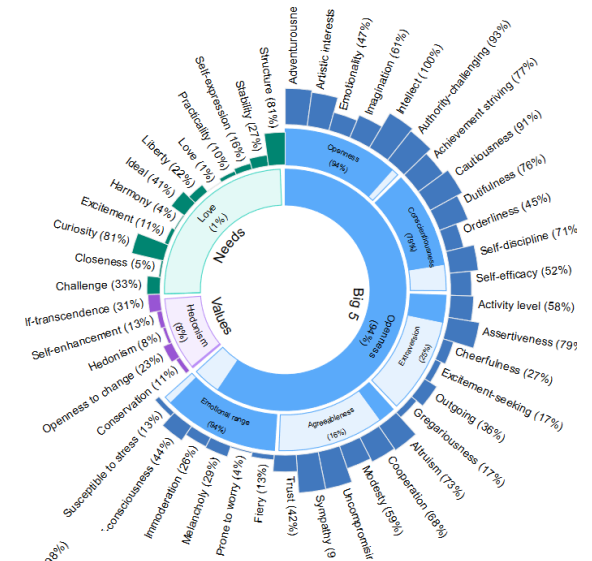 Adventurousne
Artistic interests
Emotionality (47%)
Imagination (61%)
Intellect (100%)
Authority-challenging (93%)
Achievement striving (77%)
Cautiousness (91%)
Dutifulness (76%)
Orderliness (45%)
Self-discipline (71%
Self-efficacy (52%)
Activity level (58%)
Assertiveness (79%
Cheerfulness (27%)
Excitement-seeking (17%)
Outgoing (36%)
Gregariousness (17%)
Altruism (73%)
Cooperation (68%)
Modesty (59%)
Uncompromisin
Sympathy (9
Trust (42%)
Fiery (13%)
Prone to worry (4%)
Melancholy (29%)
Immoderation (26%)
-consciousness (44%)
Susceptible to stress (13%)
Conservation (11%)
Openness to change (23%)
Hedonism (8%)
Self-enhancement (13%)
lf-transcendence (31%)
Challenge (33%)
Closeness (5%)
Curiosity (81%)
Excitement (11%)
Harmony (4%)
Ideal (41%)
Liberty (22%)
Love (1%)
Practicality (10%)
Self-expression (16%)
Stability (27%)
Structure (81%)
Openness
(94%)
Conscientiousness
(79%)
Extraversion
(25%)
Agreeableness
(16%)
Emotional range
(94%)
Hedonism
(8%)
Love
(1%)
Openness
(94%)
Needs
Values
Big 5
98%)